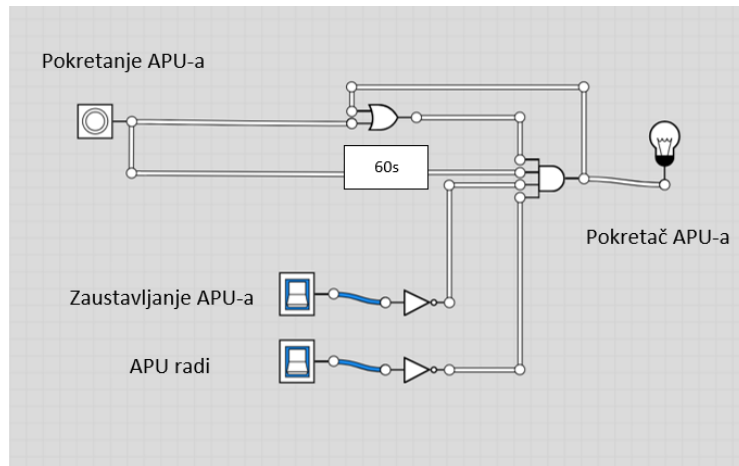 Pokretanje APU-a
60s
Pokretač APU-a
Zaustavljanje APU-a
APU radi